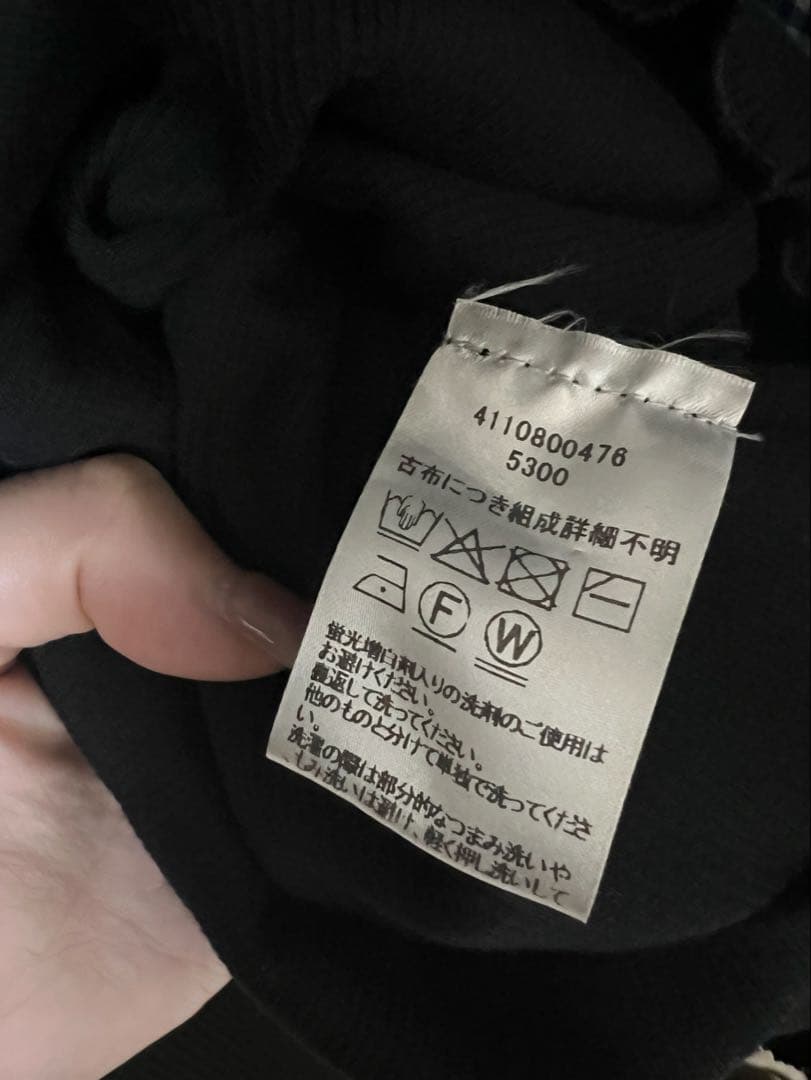 4110800476
5300
古布につき組成詳細不明
F W
蛍光増白剤入りの洗剤のご使用は
お避けください。
裏返して洗ってください。
他のものと分けて単独で洗ってくださ
い。
洗濯の際は部分的なつまみ洗いや
もみ洗いは避け、軽く押し洗いして